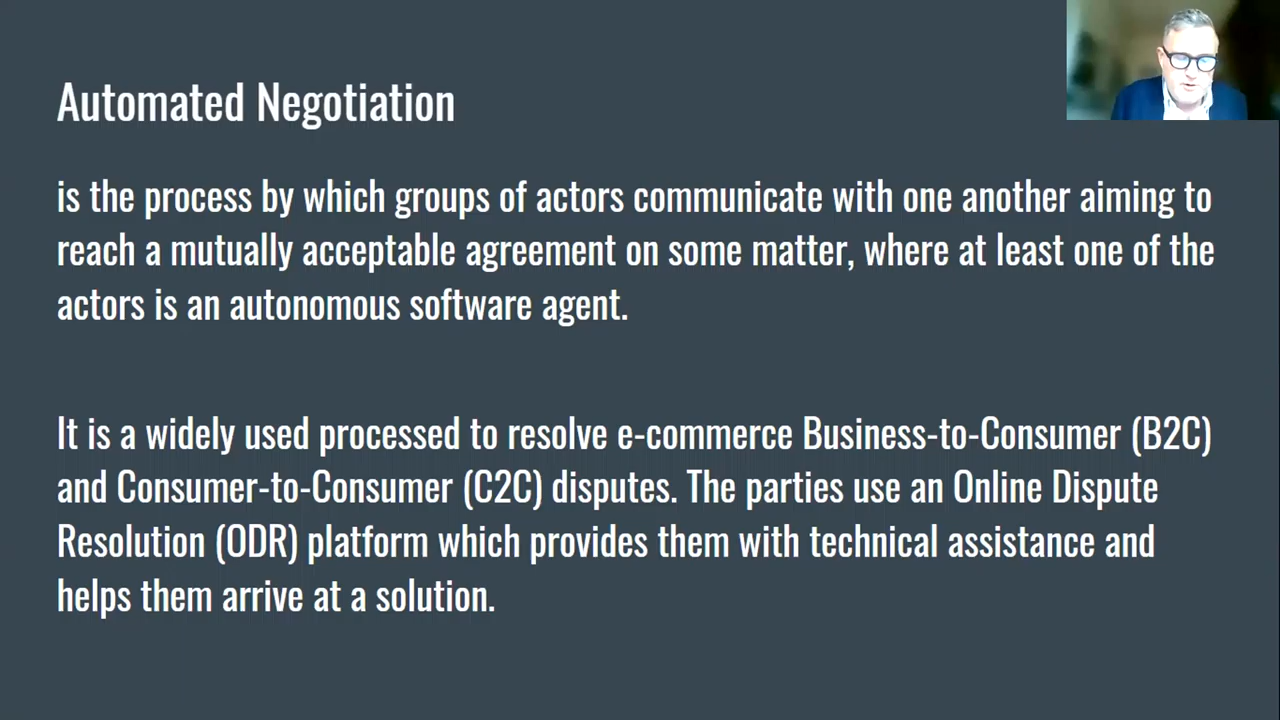 Automated Negotiation
is the process by which groups of actors communicate with one another aiming to
reach a mutually acceptable agreement on some matter, where at least one of the
actors is an autonomous software agent.
It is a widely used processed to resolve e-commerce Business-to-Consumer (B2C)
and Consumer-to-Consumer (C2C) disputes. The parties use an Online Dispute
Resolution (ODR) platform which provides them with technical assistance and
helps them arrive at a solution.